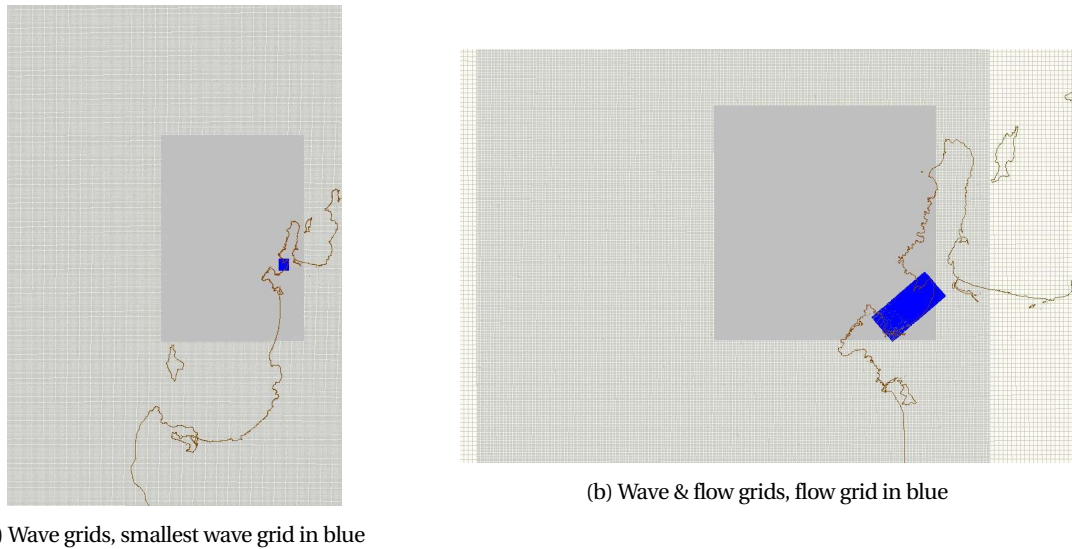 ) Wave grids, smallest wave grid in blue
(b) Wave & flow grids, flow grid in blue